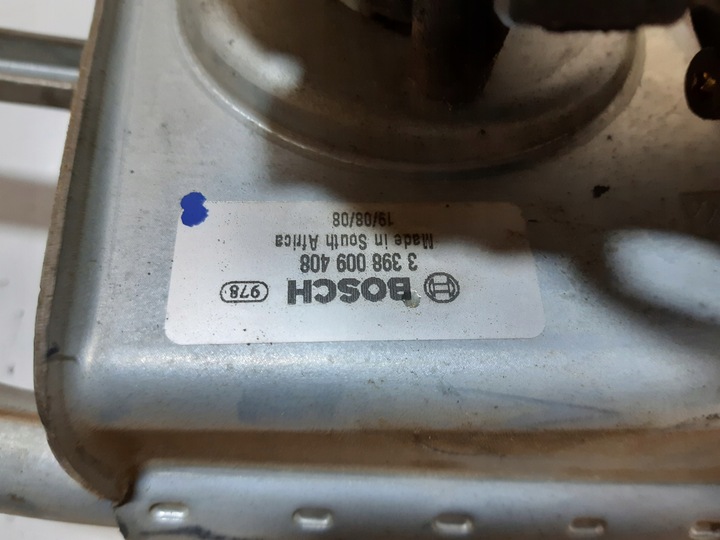 BOSCH 978
3 398 009 408
Made in South Africa
19/08/08